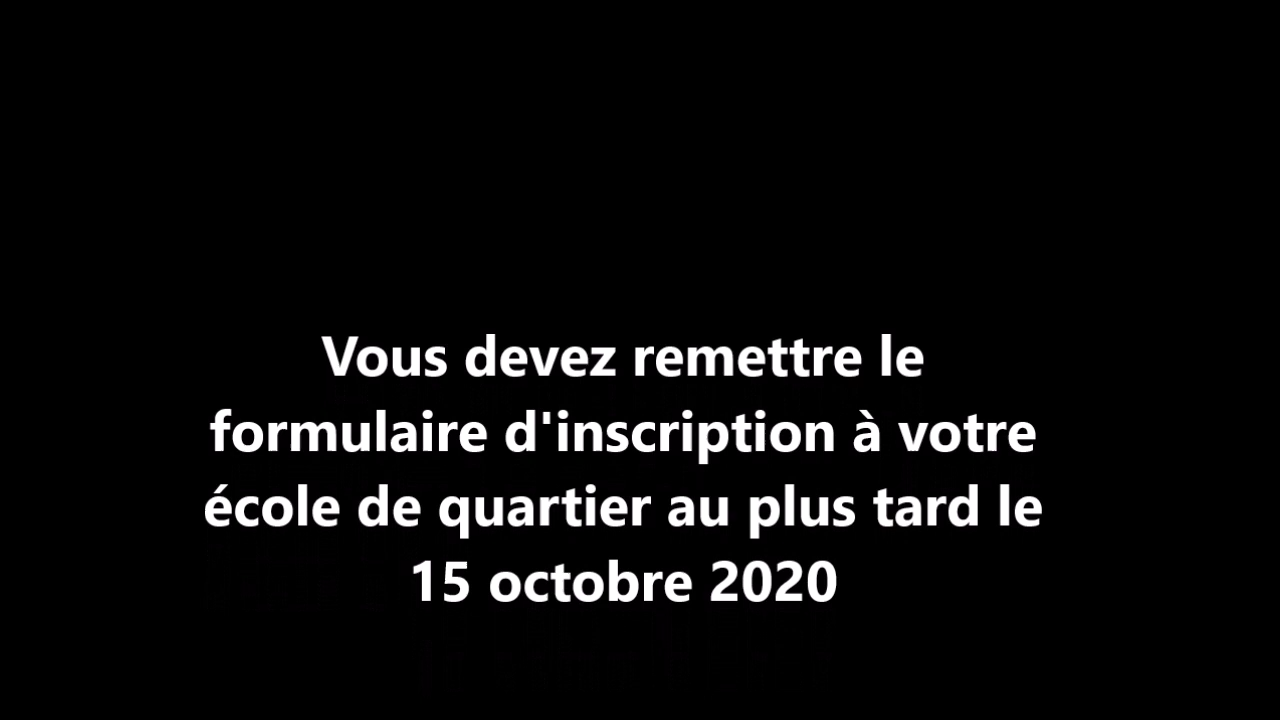 Vous devez remettre le
formulaire d'inscription à votre
école de quartier au plus tard le
15 octobre 2020